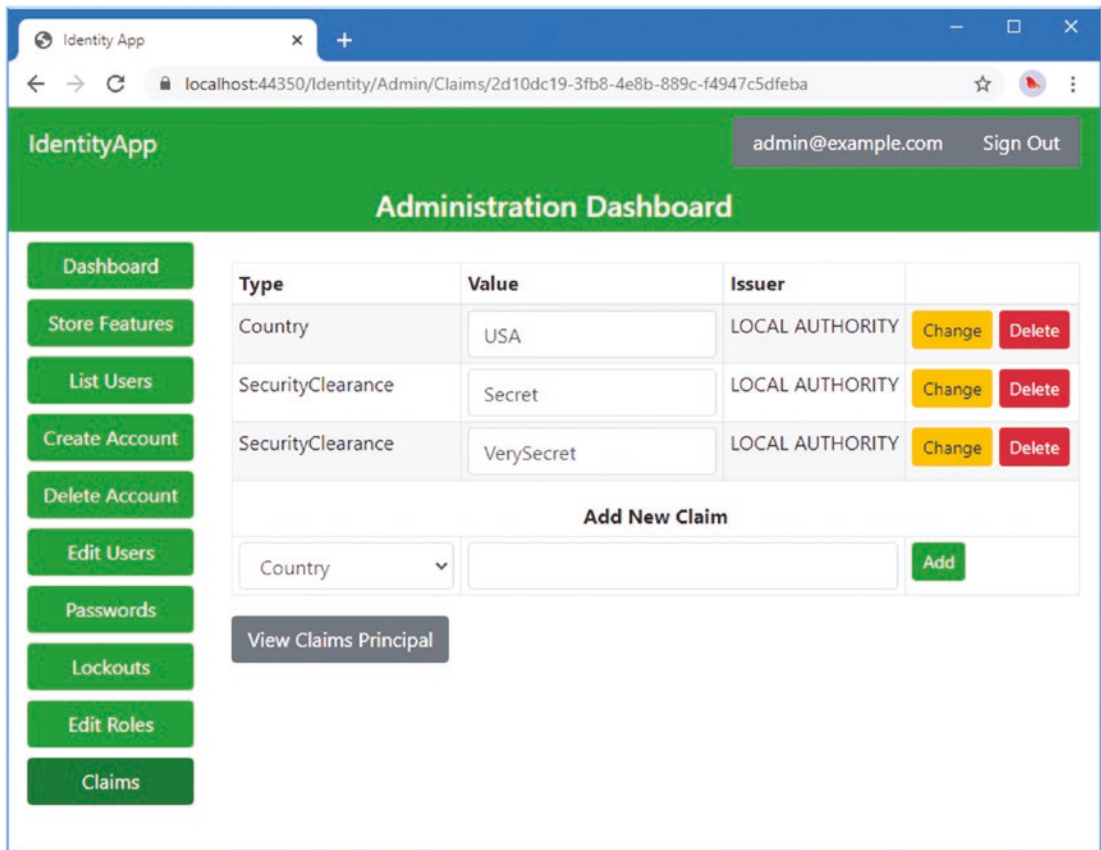 Identity App
localhost:44350/Identity/Admin/Claims/2d10dc19-3fb8-4e8b-889c-f4947c5dfeba
IdentityApp admin@example.com Sign Out
Administration Dashboard
Dashboard
Store Features
List Users
Create Account
Delete Account
Edit Users
Passwords
Lockouts
Edit Roles
Claims
Type Value Issuer
Country USA LOCAL AUTHORITY Change Delete
SecurityClearance Secret LOCAL AUTHORITY Change Delete
SecurityClearance VerySecret LOCAL AUTHORITY Change Delete
Add New Claim
Country Add
View Claims Principal